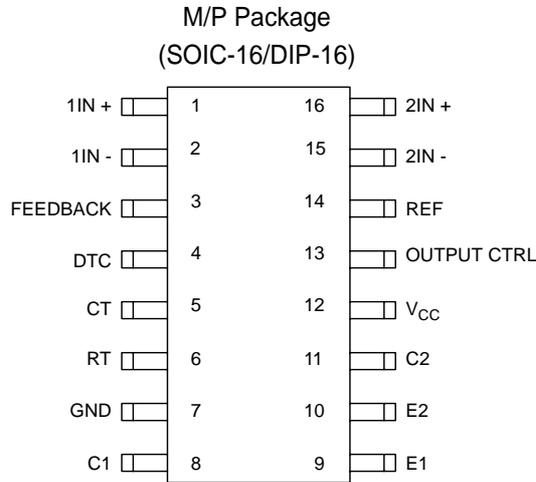 M/P Package
(SOIC-16/DIP-16)
1IN + 1 16 2IN +
1IN - 2 15 2IN -
FEEDBACK 3 14 REF
DTC 4 13 OUTPUT CTRL
CT 5 12 VCC
RT 6 11 C2
GND 7 10 E2
C1 8 9 E1